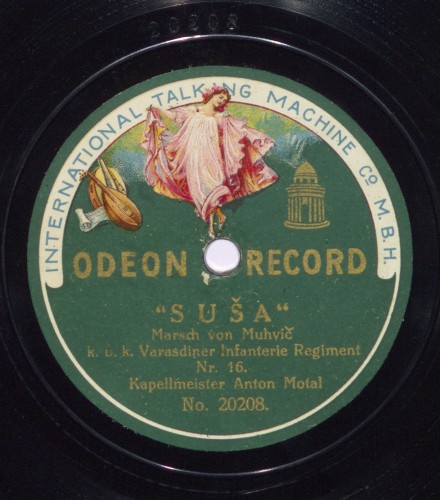 20208
INTERNATIONAL TALKING MACHINE Co M.B.H.
ODEON RECORD
"SUŠA"
Marsch von Muhvič
k. u. k. Varasdiner Infanterie Regiment
Nr. 16.
Kapellmeister Anton Motal
No. 20208.